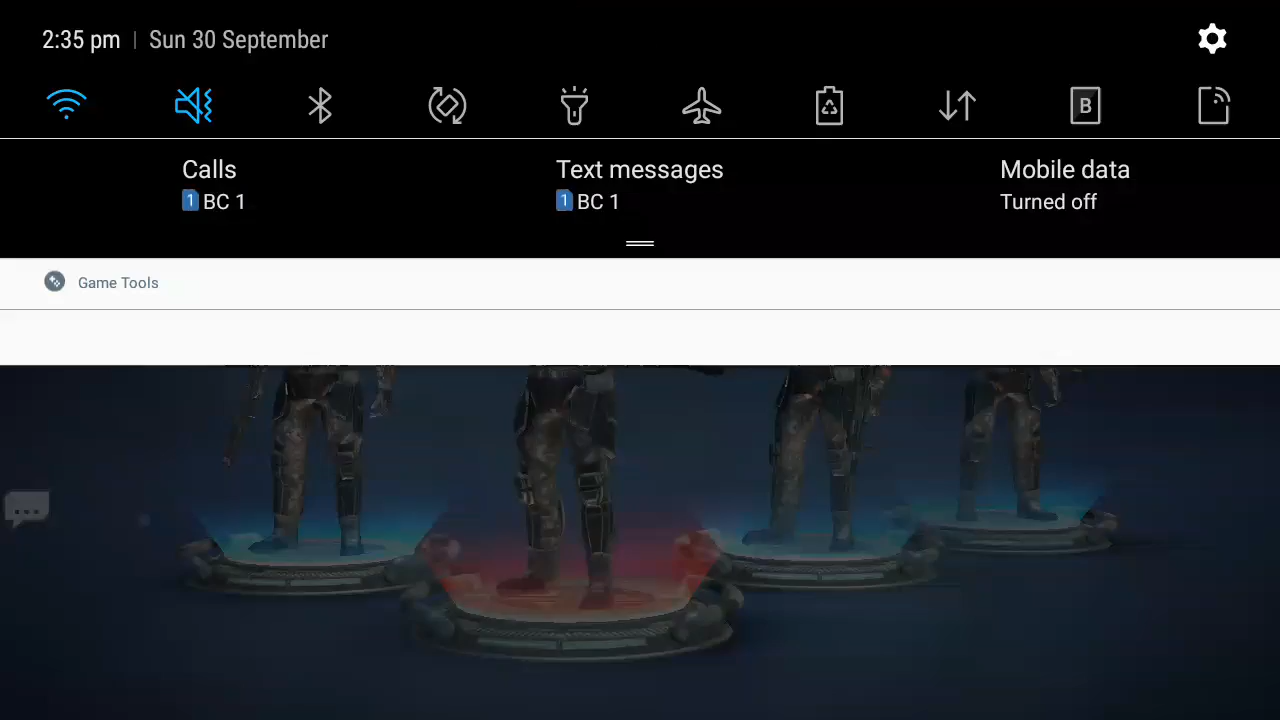 2:35 pm | Sun 30 September
B
Calls
1 BC 1
Text messages
1 BC 1
Mobile data
Turned off
Game Tools